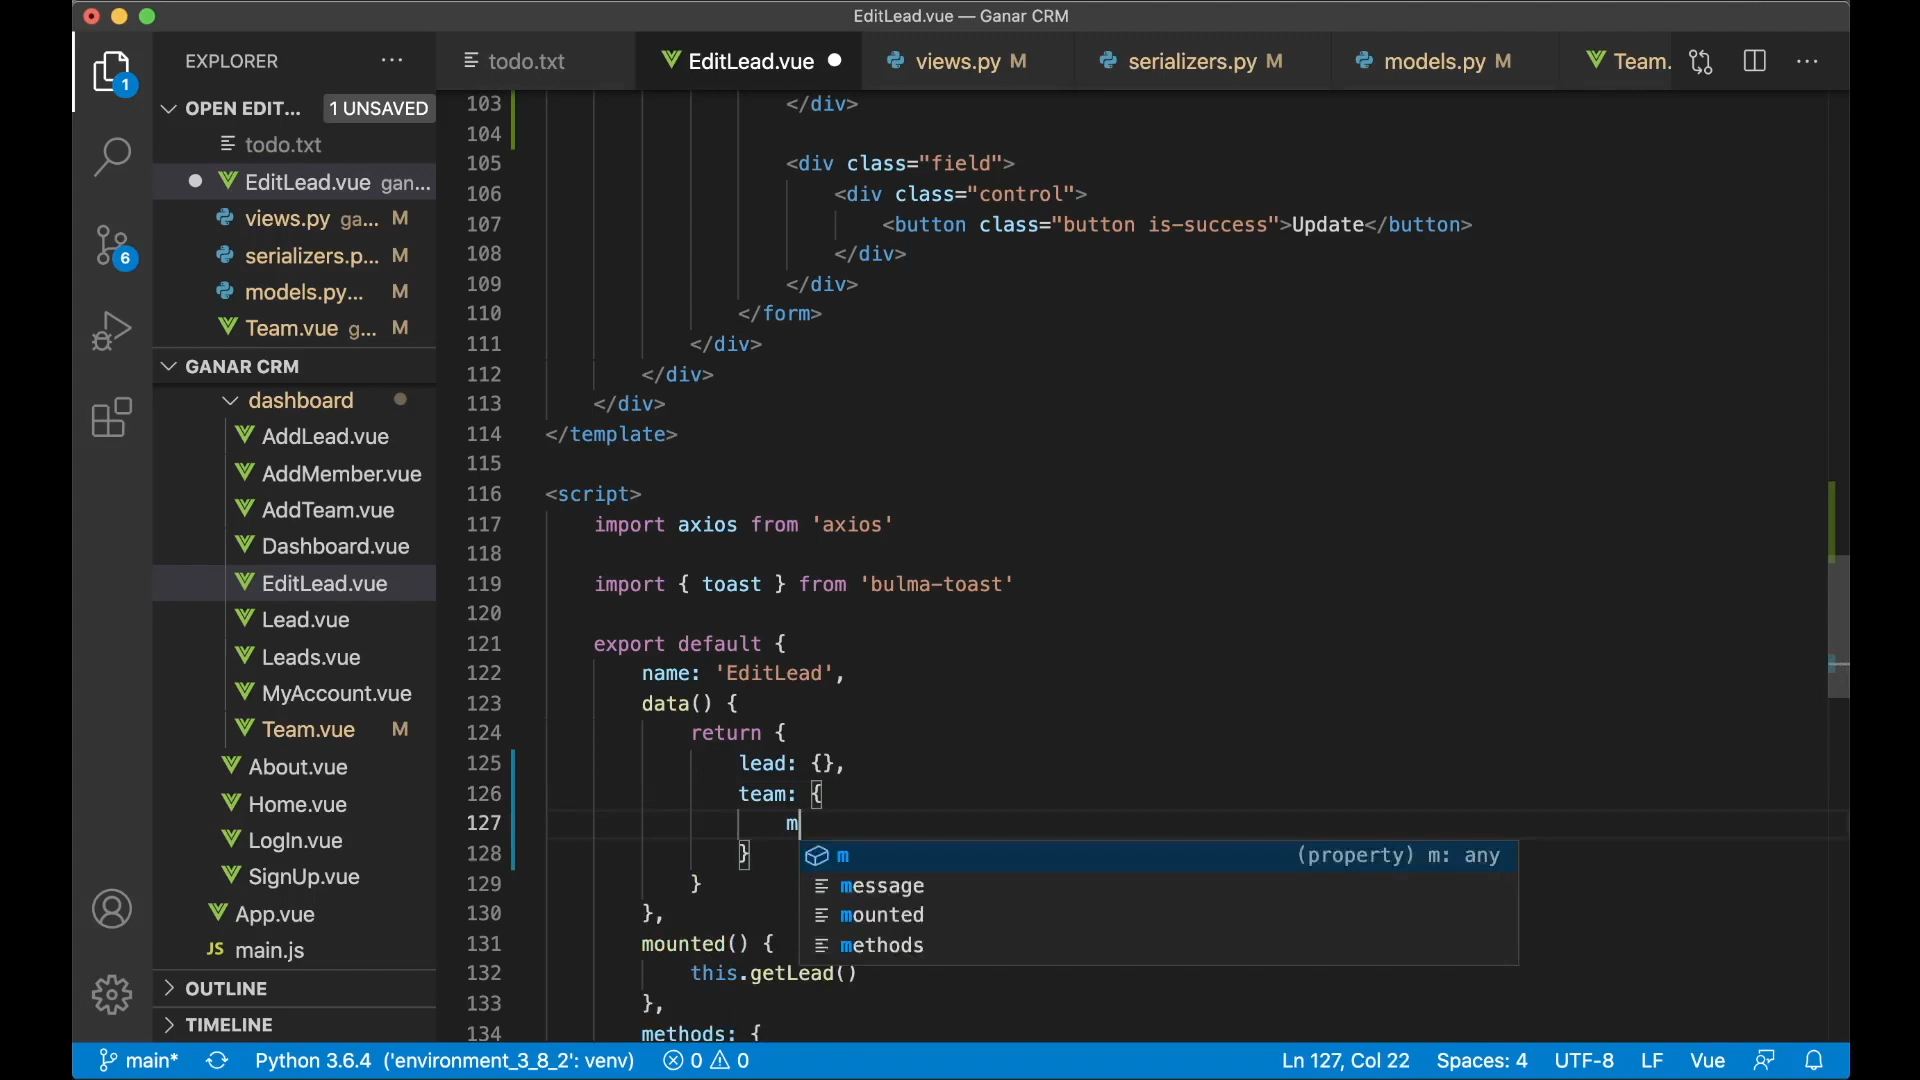 EditLead.vue — Ganar CRM
EXPLORER
todo.txt
EditLead.vue
views.py M
serializers.py M
models.py M
Team.
1
OPEN EDIT... 1 UNSAVED
todo.txt
EditLead.vue gan...
views.py ga... M
serializers.p... M
models.py... M
Team.vue g... M
6
GANAR CRM
dashboard
AddLead.vue
AddMember.vue
AddTeam.vue
Dashboard.vue
EditLead.vue
Lead.vue
Leads.vue
MyAccount.vue
Team.vue M
About.vue
Home.vue
LogIn.vue
SignUp.vue
App.vue
JS main.js
OUTLINE
TIMELINE
103 </div>
104
105 <div class="field">
106 <div class="control">
107 <button class="button is-success">Update</button>
108 </div>
109 </div>
110 </form>
111 </div>
112 </div>
113 </div>
114 </template>
115
116 <script>
117 import axios from 'axios'
118
119 import { toast } from 'bulma-toast'
120
121 export default {
122 name: 'EditLead',
123 data() {
124 return {
125 lead: {},
126 team: {
127 m
128 }
129 }
130 },
131 mounted() {
132 this.getLead()
133 },
134 methods: {
m (property) m: any
message
mounted
methods
main* Python 3.6.4 ('environment_3_8_2': venv) 0 0 Ln 127, Col 22 Spaces: 4 UTF-8 LF Vue